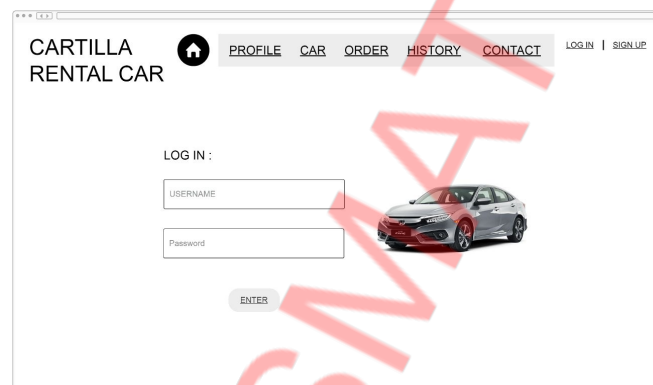 CARTILLA
RENTAL CAR
PROFILE CAR ORDER HISTORY CONTACT
LOG IN | SIGN UP
LOG IN :
USERNAME
Password
ENTER